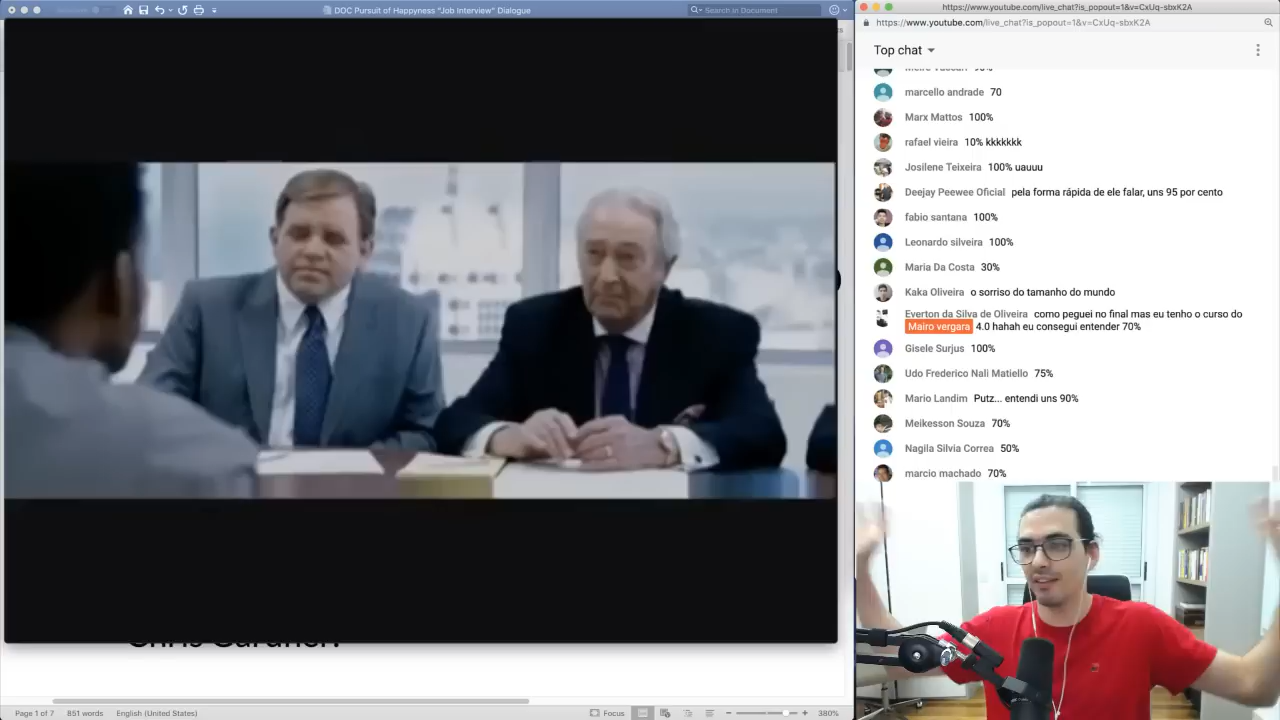 DOC Pursuit of Happyness "Job Interview" Dialogue
Search in Document
https://www.youtube.com/live_chat?is_popout=1&v=CxUq-sbxK2A
https://www.youtube.com/live_chat?is_popout=1&v=CxUq-sbxK2A
Top chat
marcello andrade 70
Marx Mattos 100%
rafael vieira 10% kkkkkkk
Josilene Teixeira 100% uauuu
Deejay Peewee Oficial pela forma rápida de ele falar, uns 95 por cento
fabio santana 100%
Leonardo silveira 100%
Maria Da Costa 30%
Kaka Oliveira o sorriso do tamanho do mundo
Everton da Silva de Oliveira como peguei no final mas eu tenho o curso do
Mairo vergara 4.0 hahah eu consegui entender 70%
Gisele Surjus 100%
Udo Frederico Nali Matiello 75%
Mario Landim Putz... entendi uns 90%
Meikesson Souza 70%
Nagila Silvia Correa 50%
marcio machado 70%
Chris Gardner.
Page 1 of 7 851 words English (United States)
Focus
380%